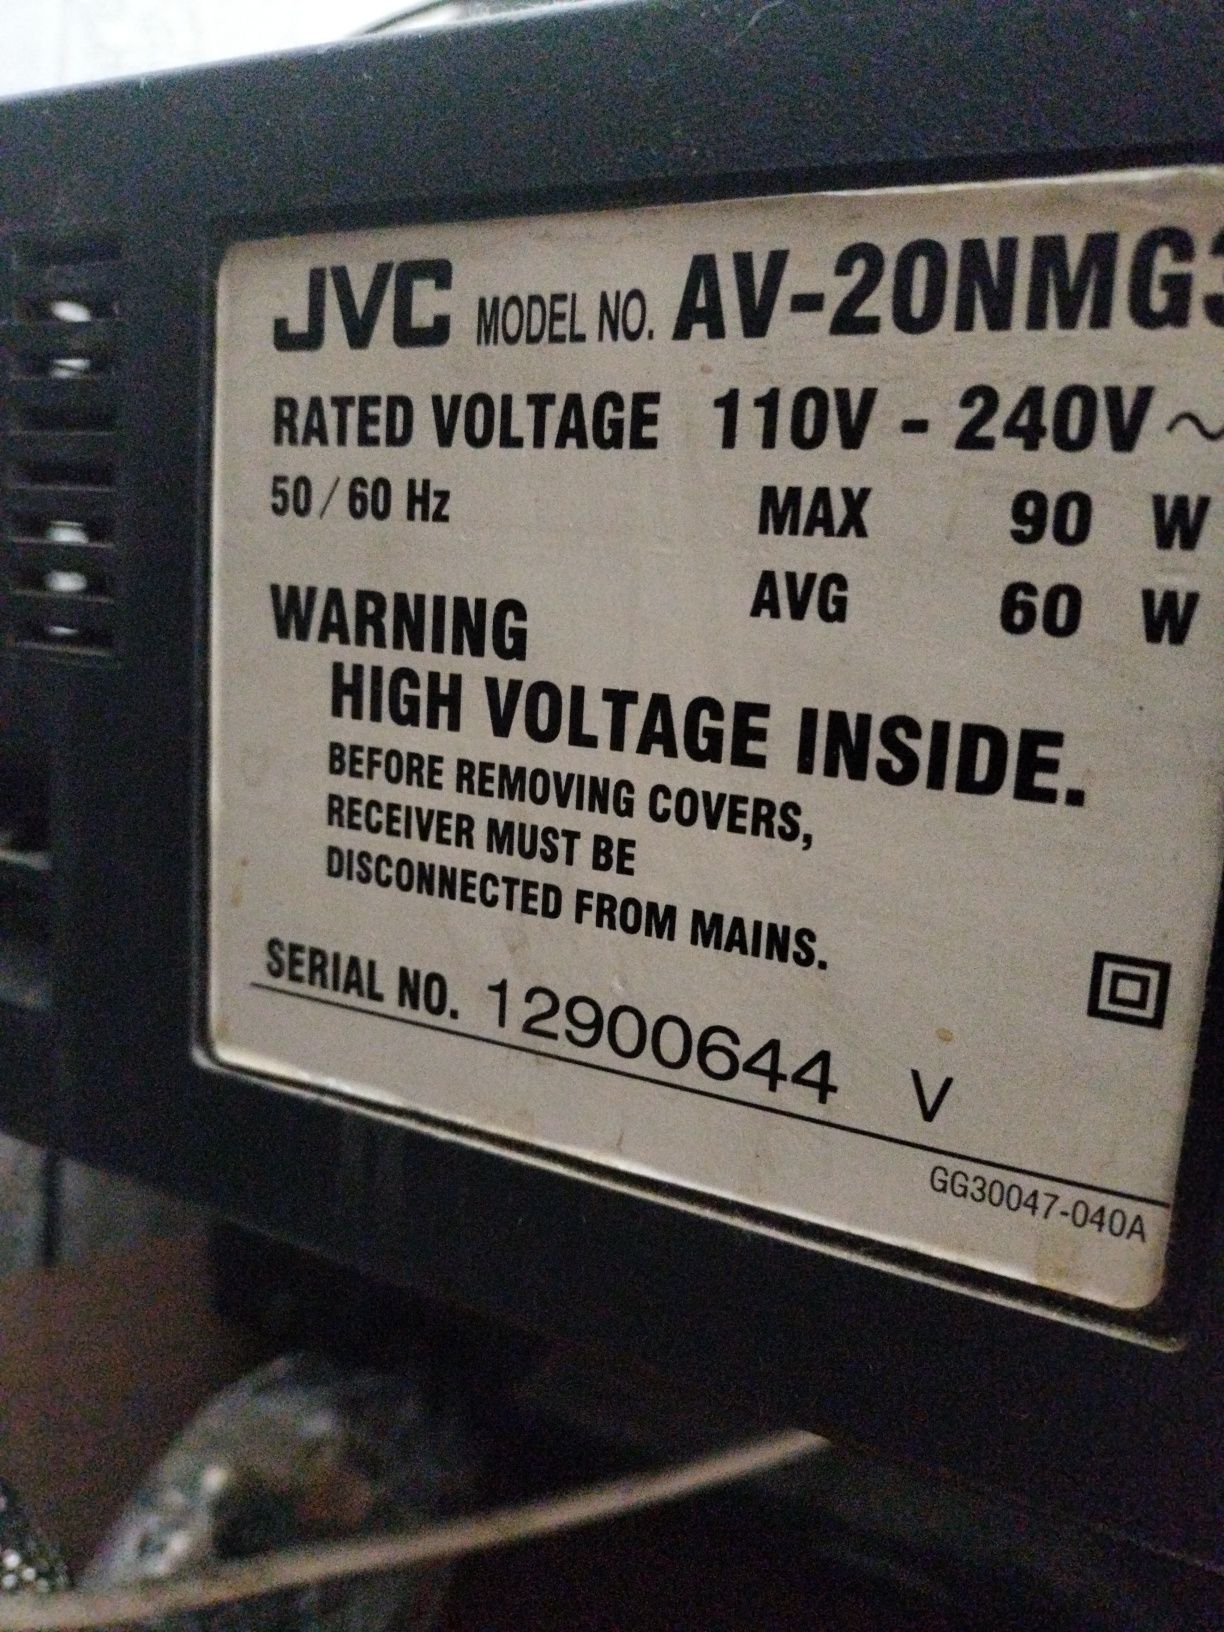 JVC MODEL NO. AV-20NMG3
RATED VOLTAGE 110V - 240V ~
50/60 Hz MAX 90 W
AVG 60 W
WARNING
HIGH VOLTAGE INSIDE.
BEFORE REMOVING COVERS,
RECEIVER MUST BE
DISCONNECTED FROM MAINS.
SERIAL NO. 12900644 V
GG30047-040A